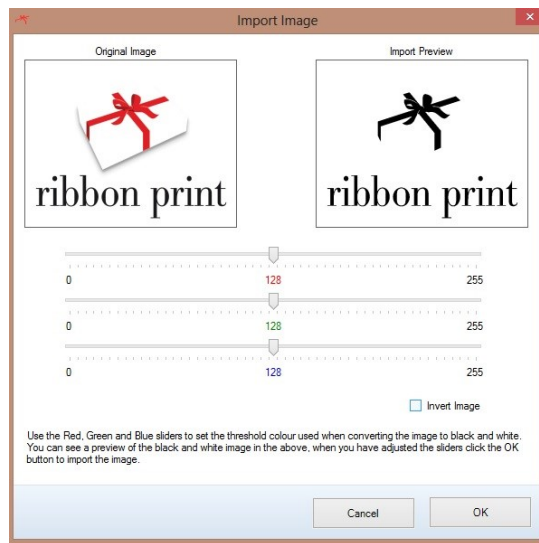 Import Image
Original Image Import Preview
ribbon print ribbon print
0 128 255
0 128 255
0 128 255
Invert Image
Use the Red, Green and Blue sliders to set the threshold colour used when converting the image to black and white.
You can see a preview of the black and white image in the above, when you have adjusted the sliders click the OK
button to import the image.
Cancel OK